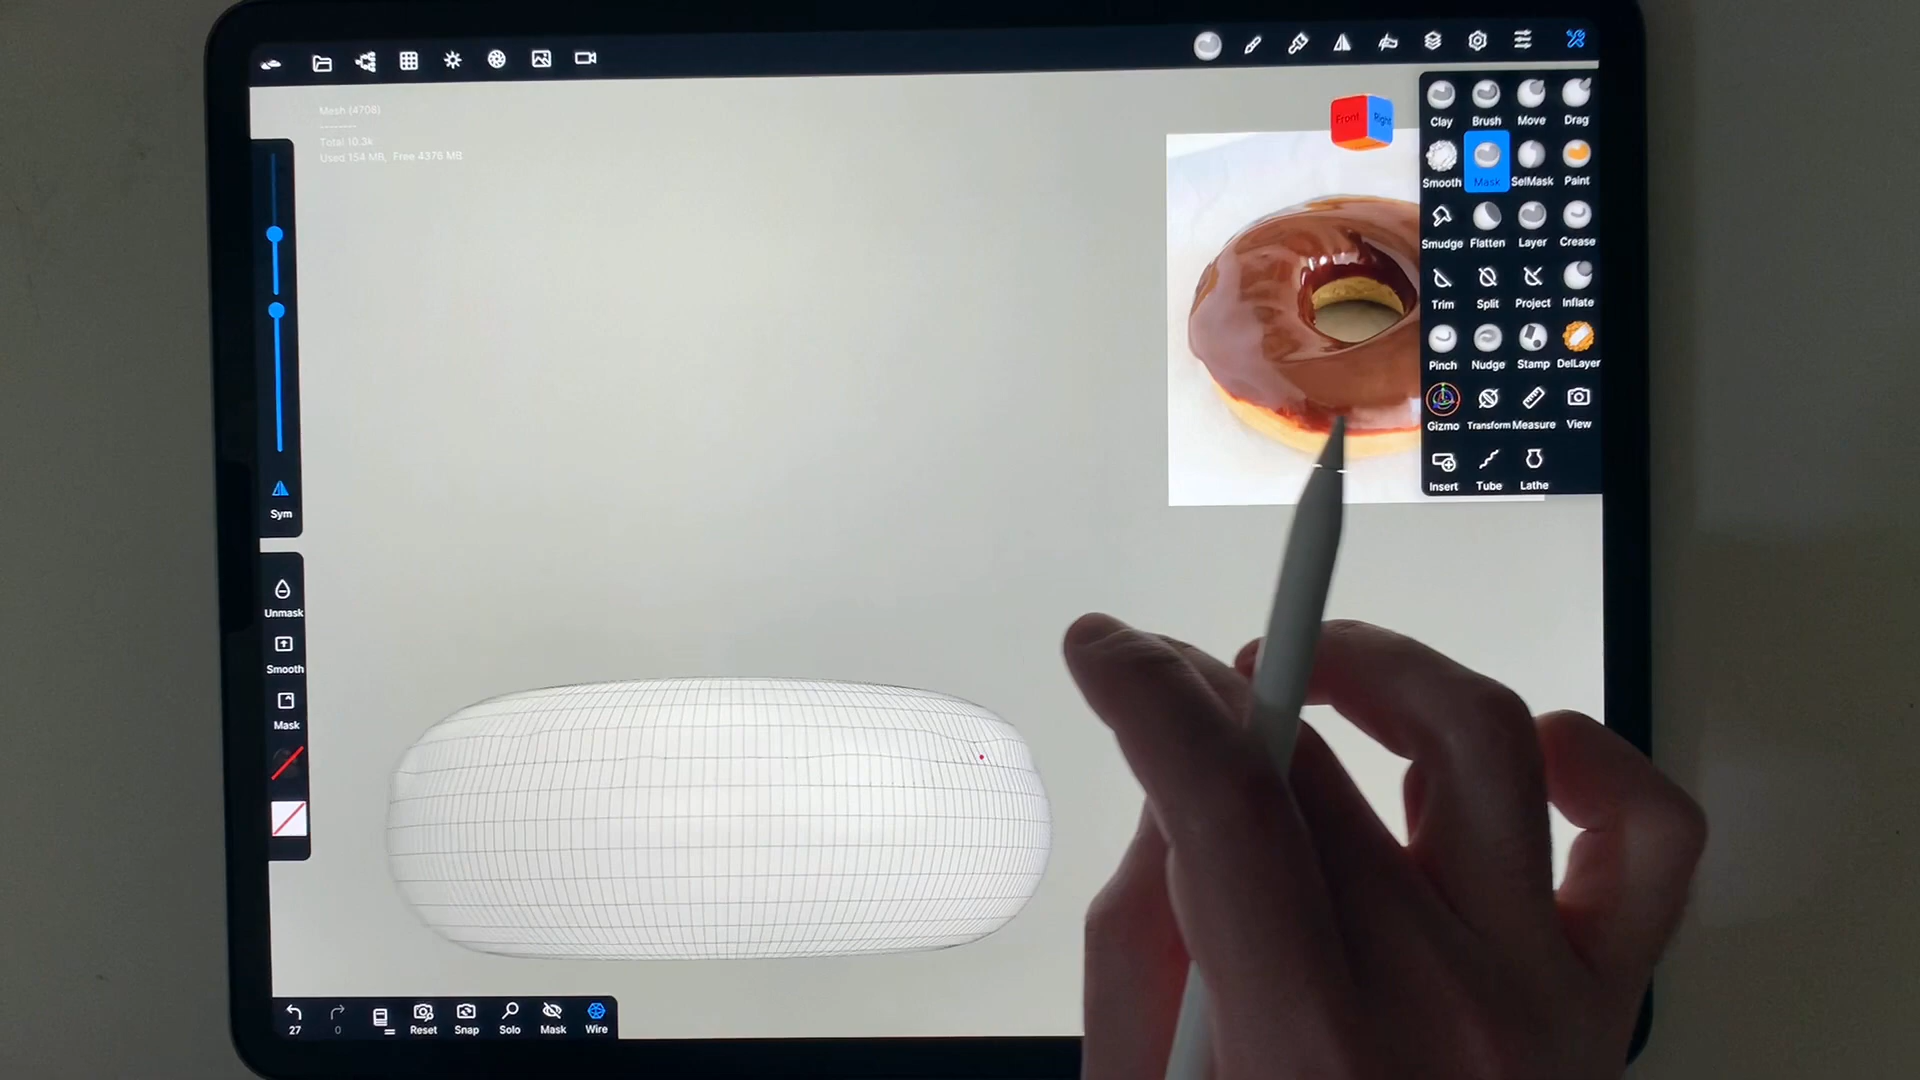 Mesh (4708)
--------
Total 10.3k
Used 154 MB, Free 4376 MB
Front
Right
Clay Brush Move Drag
Smooth Mask SelMask Paint
Smudge Flatten Layer Crease
Trim Split Project Inflate
Pinch Nudge Stamp DelLayer
Gizmo Transform Measure View
Insert Tube Lathe
Sym
Unmask
Smooth
Mask
27 0 Reset Snap Solo Mask Wire